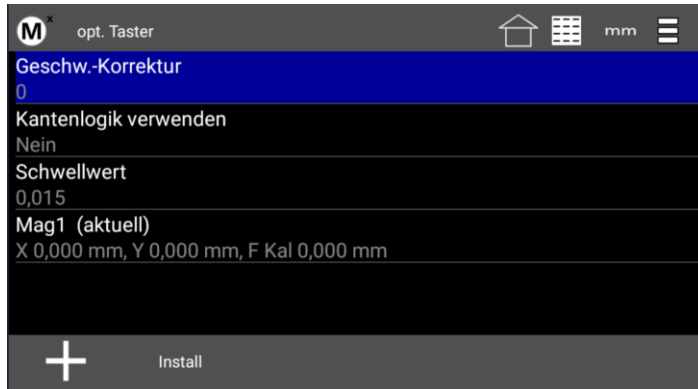 Mx opt. Taster mm
Geschw.-Korrektur
0
Kantenlogik verwenden
Nein
Schwellwert
0,015
Mag1 (aktuell)
X 0,000 mm, Y 0,000 mm, F Kal 0,000 mm
Install